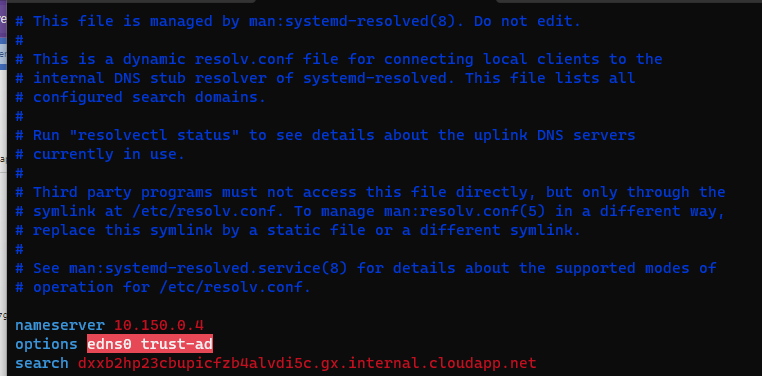 # This file is managed by man:systemd-resolved(8). Do not edit.
#
# This is a dynamic resolv.conf file for connecting local clients to the
# internal DNS stub resolver of systemd-resolved. This file lists all
# configured search domains.
#
# Run "resolvectl status" to see details about the uplink DNS servers
# currently in use.
#
# Third party programs must not access this file directly, but only through the
# symlink at /etc/resolv.conf. To manage man:resolv.conf(5) in a different way,
# replace this symlink by a static file or a different symlink.
#
# See man:systemd-resolved.service(8) for details about the supported modes of
# operation for /etc/resolv.conf.
nameserver 10.150.0.4
options edns0 trust-ad
search dxxb2hp23cbupicfzb4alvdi5c.gx.internal.cloudapp.net